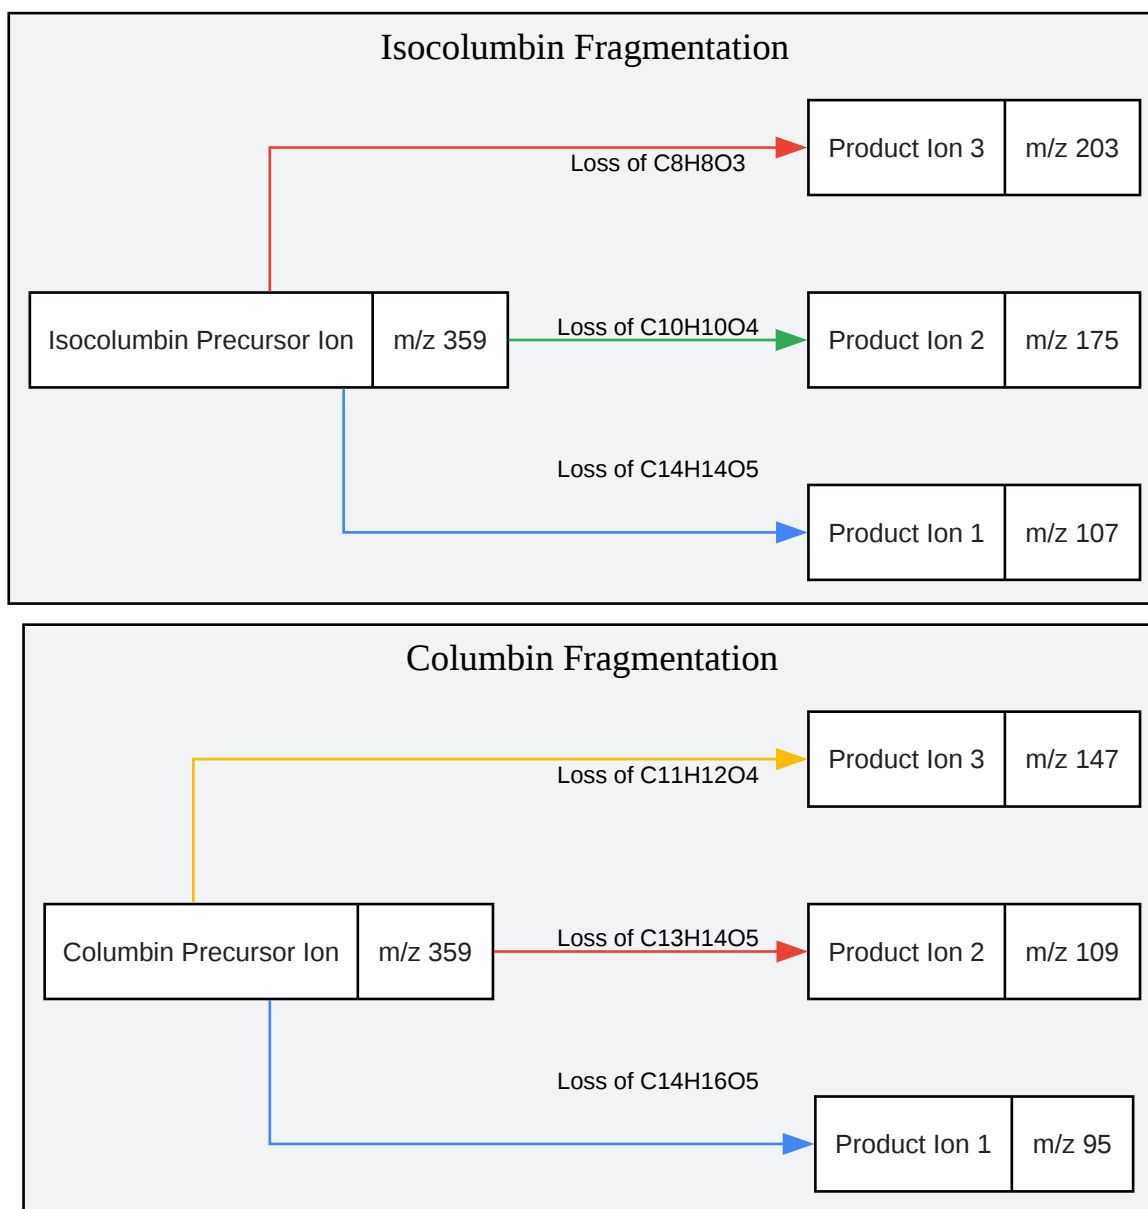 Isocolumbin Fragmentation
Loss of C8H8O3
Product Ion 3 m/z 203
Isocolumbin Precursor Ion m/z 359
Loss of C10H10O4
Product Ion 2 m/z 175
Loss of C14H14O5
Product Ion 1 m/z 107
Columbin Fragmentation
Loss of C11H12O4
Product Ion 3 m/z 147
Columbin Precursor Ion m/z 359
Loss of C13H14O5
Product Ion 2 m/z 109
Loss of C14H16O5
Product Ion 1 m/z 95